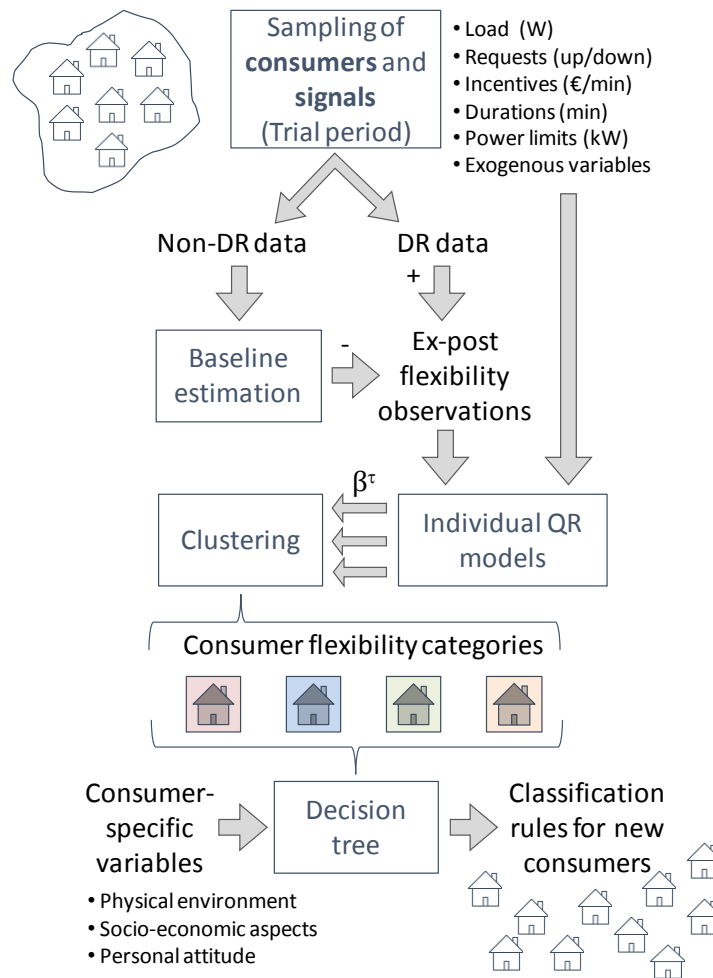 Sampling of
consumers and
signals
(Trial period)
• Load (W)
• Requests (up/down)
• Incentives (€/min)
• Durations (min)
• Power limits (kW)
• Exogenous variables
Non-DR data
DR data
+
Baseline
estimation
-
Ex-post
flexibility
observations
βτ
Clustering
Individual QR
models
Consumer flexibility categories
Consumer-
specific
variables
Decision
tree
Classification
rules for new
consumers
• Physical environment
• Socio-economic aspects
• Personal attitude